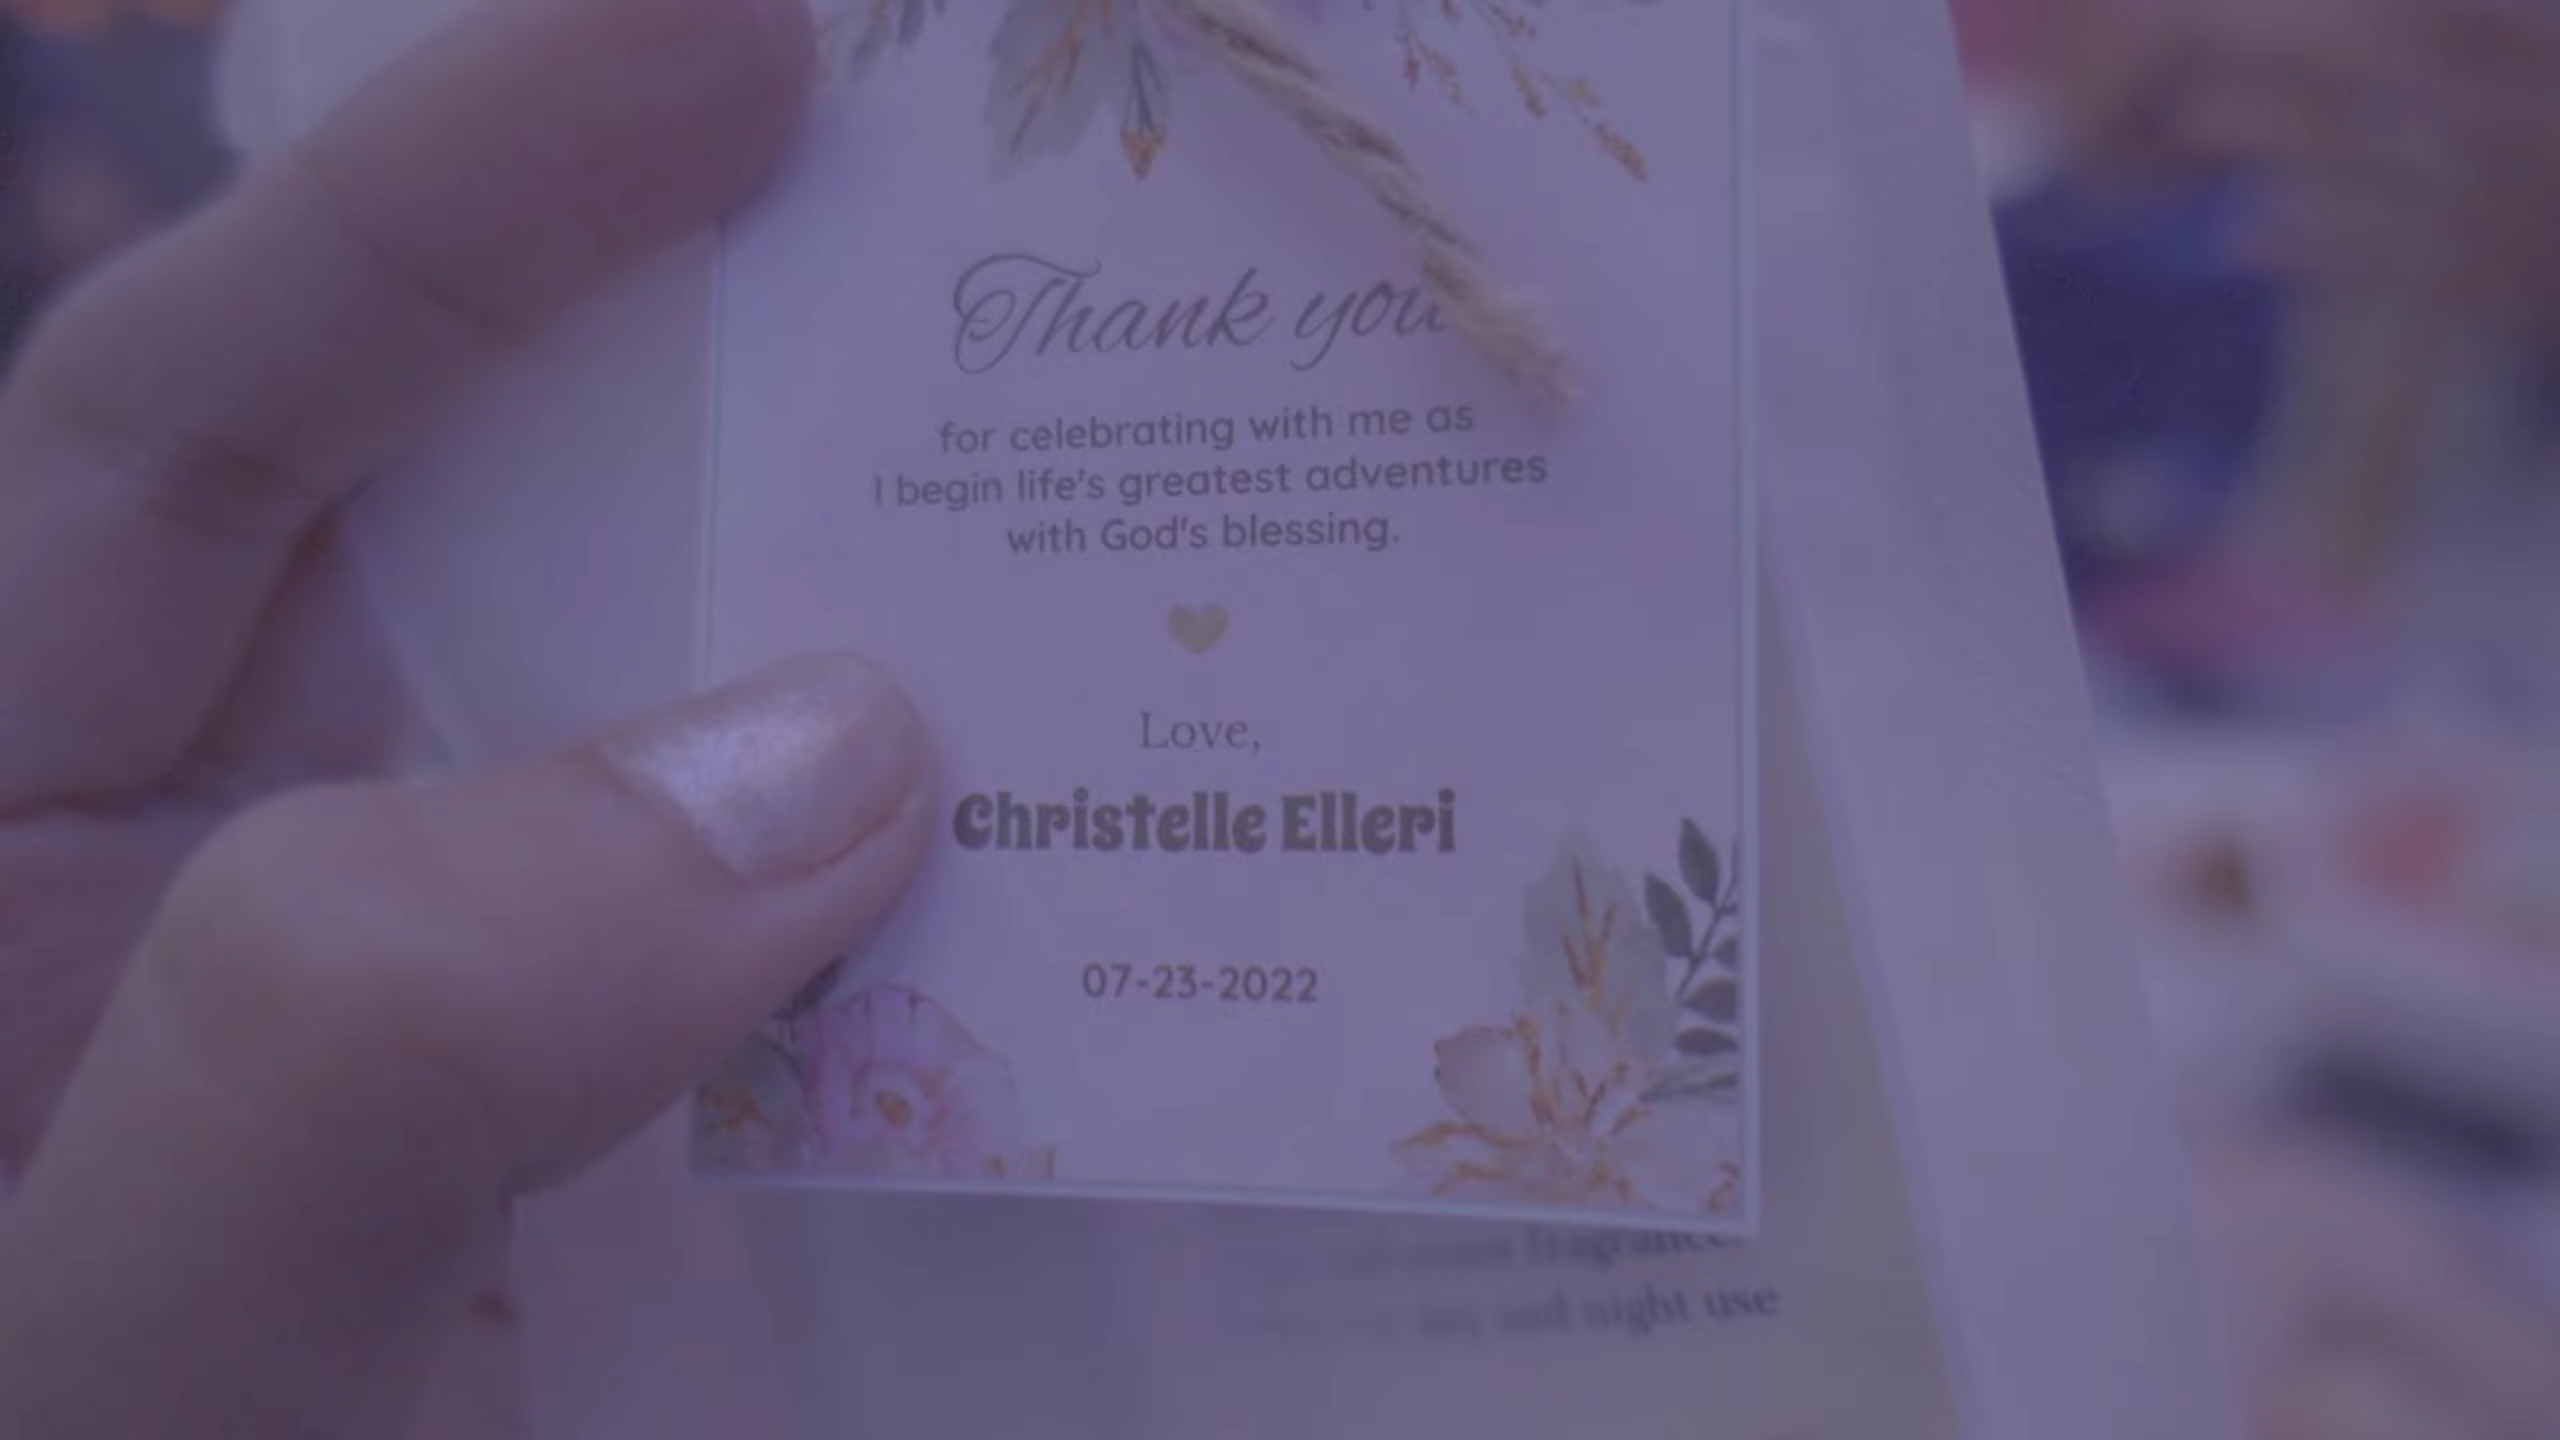 Thank you
for celebrating with me as
I begin life's greatest adventures
with God's blessing.
Love,
Christelle Elleri
07-23-2022
fragrance
day and night use